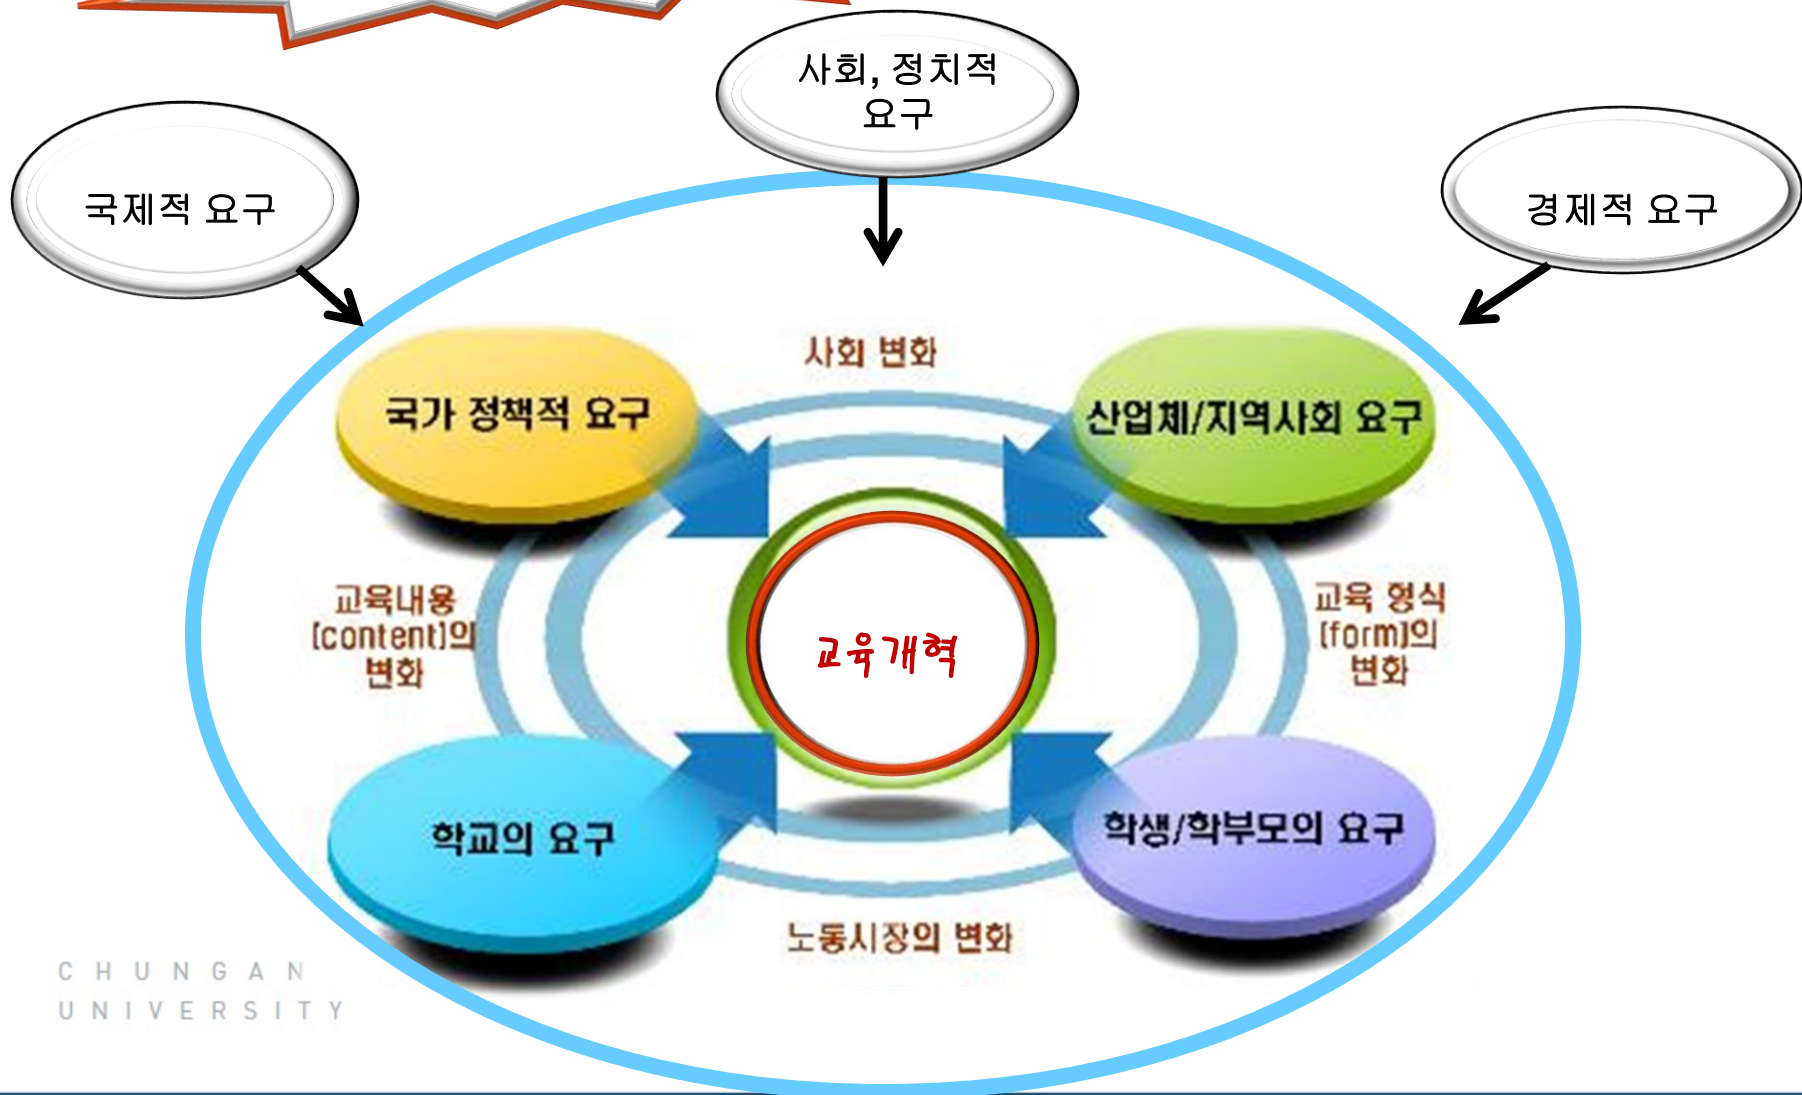 사회, 정치적
요구
국제적 요구
경제적 요구
사회 변화
국가 정책적 요구
산업체/지역사회 요구
교육내용
(content)의
변화
교육 형식
(form)의
변화
교육개혁
학교의 요구
학생/학부모의 요구
노동시장의 변화
CHUNGAN
UNIVERSITY